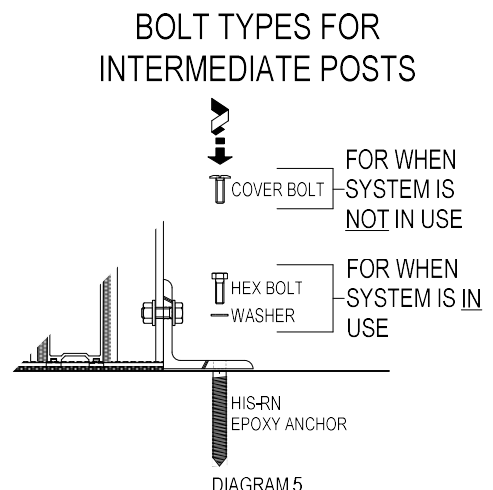 BOLT TYPES FOR
INTERMEDIATE POSTS
COVER BOLT
FOR WHEN
SYSTEM IS
NOT IN USE
HEX BOLT
WASHER
FOR WHEN
SYSTEM IS IN
USE
HIS-RN
EPOXY ANCHOR
DIAGRAM 5